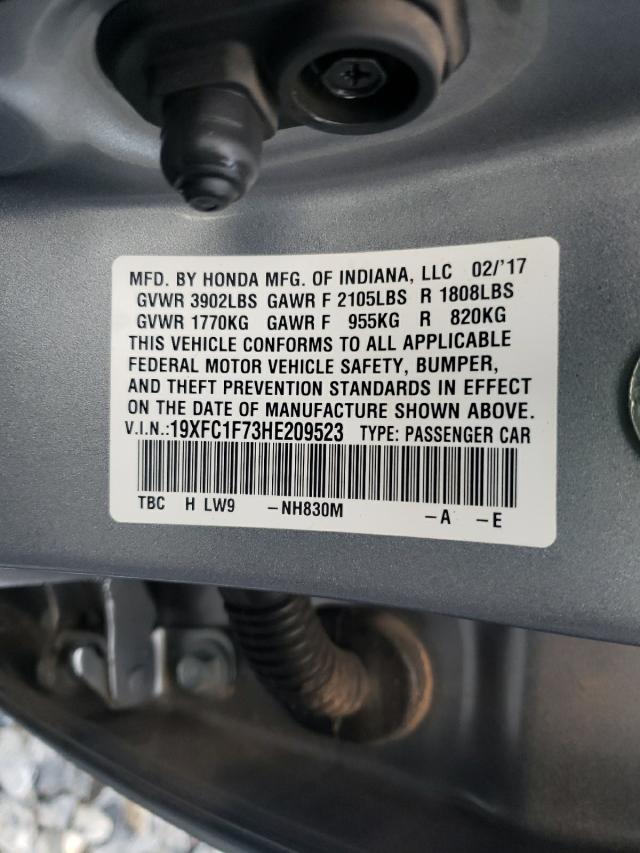 MFD. BY HONDA MFG. OF INDIANA, LLC 02/'17
GVWR 3902LBS GAWR F 2105LBS R 1808LBS
GVWR 1770KG GAWR F 955KG R 820KG
THIS VEHICLE CONFORMS TO ALL APPLICABLE
FEDERAL MOTOR VEHICLE SAFETY, BUMPER,
AND THEFT PREVENTION STANDARDS IN EFFECT
ON THE DATE OF MANUFACTURE SHOWN ABOVE.
V.I.N.:19XFC1F73HE209523 TYPE: PASSENGER CAR
TBC H LW9 -NH830M -A -E